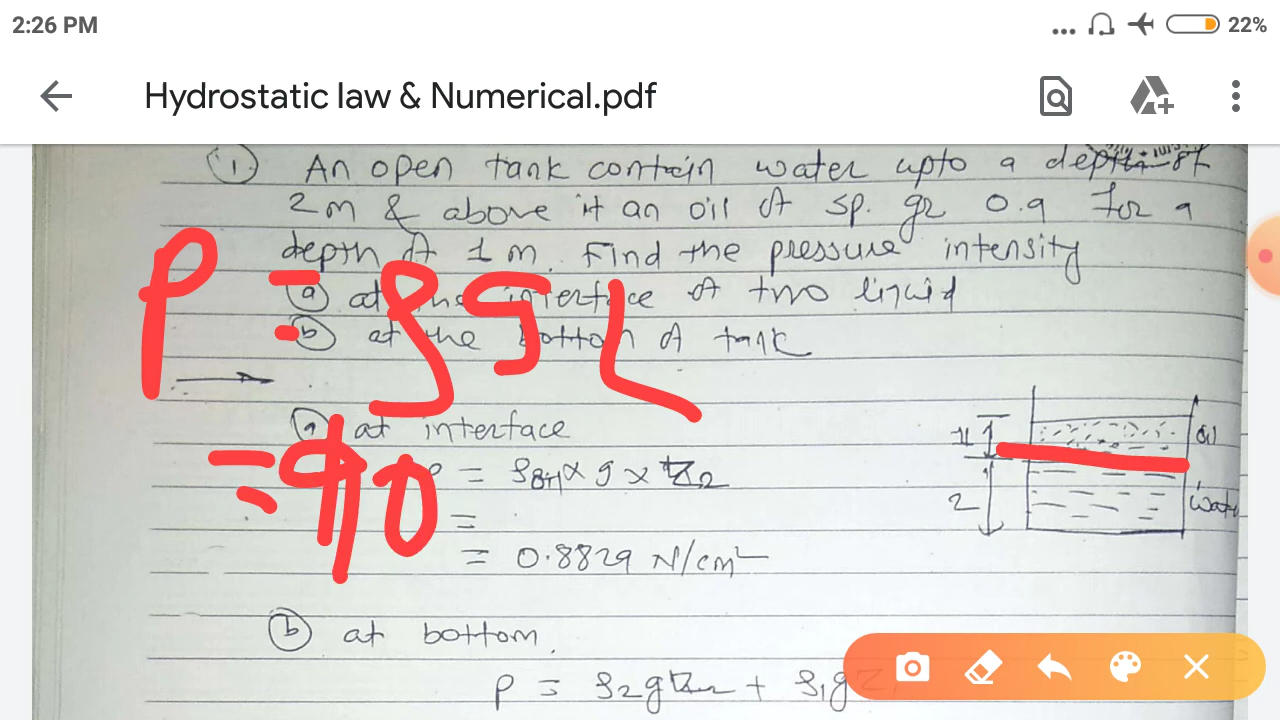 2:26 PM
22%
Hydrostatic law & Numerical.pdf
① An open tank contain water upto a depth of
2m & above it an oil of sp. gr 0.9 for a
depth of 1m. Find the pressure intensity
ⓐ at the interface of two liquid
ⓑ at the bottom of tank
P = ρg
ⓐ at interface
= 90
= ρoil × g × Z2
=
= 0.8829 N/cm²
1
oil
2
Water
ⓑ at bottom.
P = ρ2gZ2 + ρ1gZ1